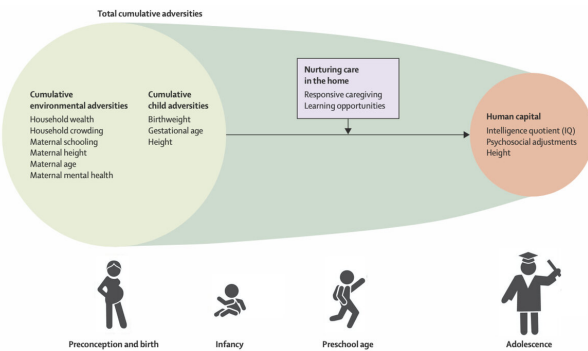 Total cumulative adversities
Nurturing care
in the home
Responsive caregiving
Learning opportunities
Cumulative
environmental adversities
Household wealth
Household crowding
Maternal schooling
Maternal height
Maternal age
Maternal mental health
Cumulative
child adversities
Birthweight
Gestational age
Height
Human capital
Intelligence quotient (IQ)
Psychosocial adjustments
Height
Preconception and birth
Infancy
Preschool age
Adolescence